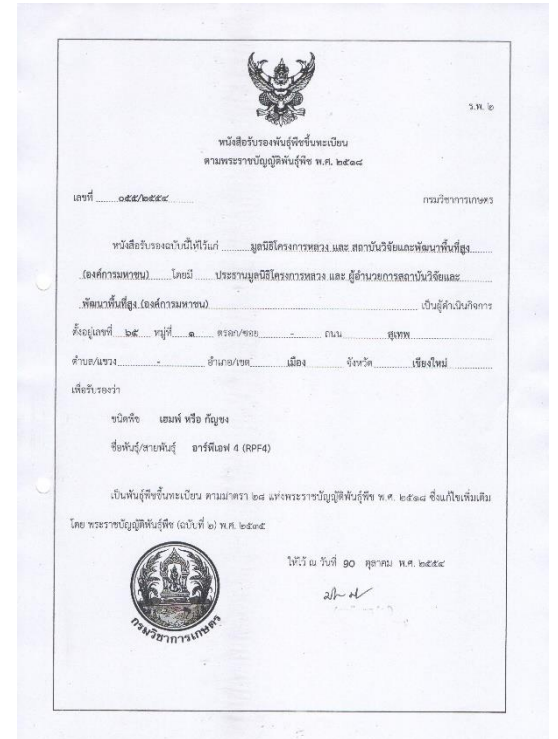 ร.พ. ๒
หนังสือรับรองพันธุ์พืชขึ้นทะเบียน
ตามพระราชบัญญัติพันธุ์พืช พ.ศ. ๒๕๑๘
เลขที่ ๐๕๕/๒๕๕๔ กรมวิชาการเกษตร
หนังสือรับรองฉบับนี้ให้ไว้แก่ มูลนิธิโครงการหลวง และ สถาบันวิจัยและพัฒนาพื้นที่สูง
(องค์การมหาชน) โดยมี ประธานมูลนิธิโครงการหลวง และ ผู้อำนวยการสถาบันวิจัยและ
พัฒนาพื้นที่สูง (องค์การมหาชน) เป็นผู้ดำเนินกิจการ
ตั้งอยู่เลขที่ ๖๕ หมู่ที่ ๑ ตรอก/ซอย - ถนน สุเทพ
ตำบล/แขวง - อำเภอ/เขต เมือง จังหวัด เชียงใหม่
เพื่อรับรองว่า
ชนิดพืช เฮมพ์ หรือ กัญชง
ชื่อพันธุ์/สายพันธุ์ อาร์พีเอฟ 4 (RPF4)
เป็นพันธุ์พืชขึ้นทะเบียน ตามมาตรา ๒๘ แห่งพระราชบัญญัติพันธุ์พืช พ.ศ. ๒๕๑๘ ซึ่งแก้ไขเพิ่มเติม
โดย พระราชบัญญัติพันธุ์พืช (ฉบับที่ ๒) พ.ศ. ๒๕๓๕
ให้ไว้ ณ วันที่ ๑๐ ตุลาคม พ.ศ. ๒๕๕๔
กรมวิชาการเกษตร